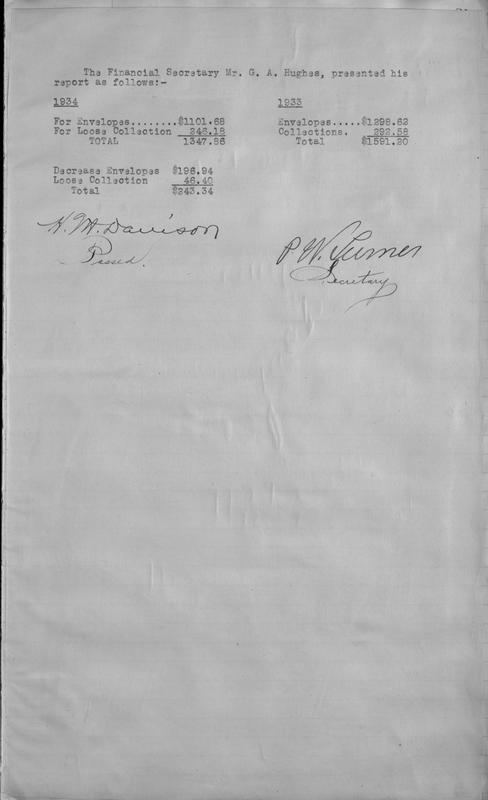 The Financial Secretary Mr. G. A. Hughes, presented his
report as follows:-
1934 1933
For Envelopes........$1101.68 Envelopes.....$1298.62
For Loose Collection 246.18 Collections. 292.58
TOTAL 1347.86 Total $1591.20
Decrease Envelopes $196.94
Loose Collection 46.40
Total $243.34
H. M. Davison P W. Turner
Passed. Secretary